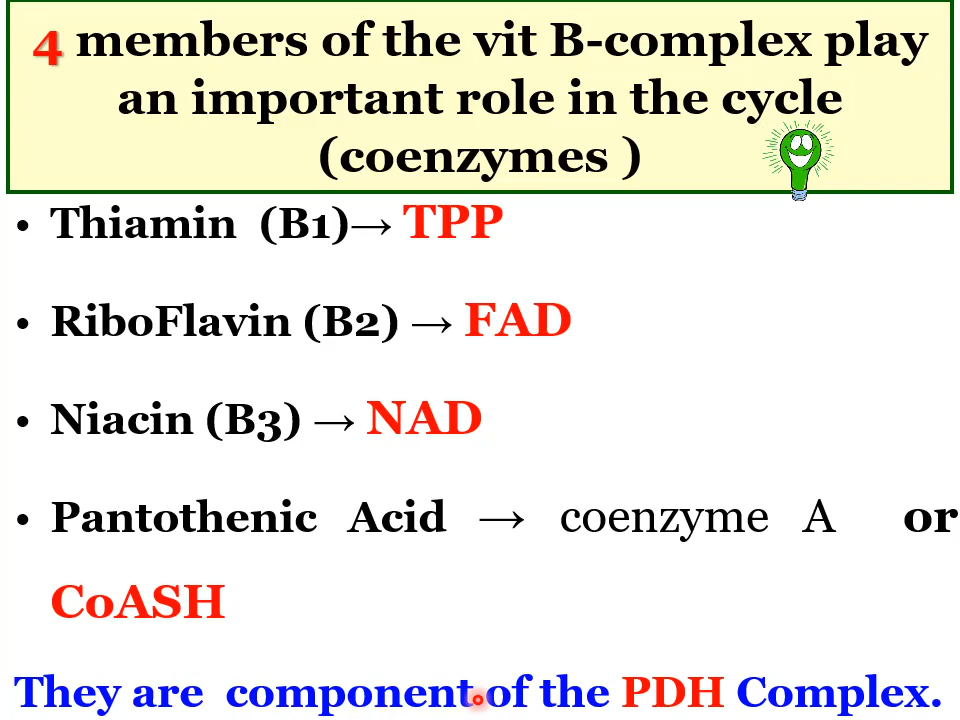 4 members of the vit B-complex play
an important role in the cycle
(coenzymes )
• Thiamin (B1)→ TPP
• RiboFlavin (B2) → FAD
• Niacin (B3) → NAD
• Pantothenic Acid → coenzyme A or
CoASH
They are component of the PDH Complex.